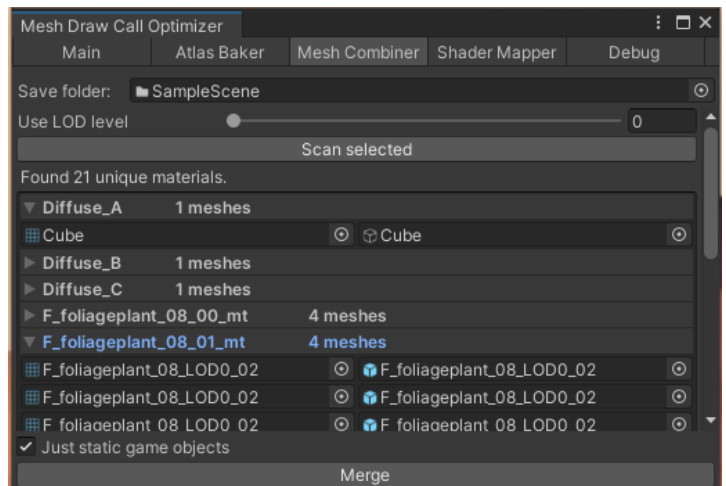 Mesh Draw Call Optimizer
Main Atlas Baker Mesh Combiner Shader Mapper Debug
Save folder: SampleScene
Use LOD level 0
Scan selected
Found 21 unique materials.
Diffuse_A 1 meshes
Cube Cube
Diffuse_B 1 meshes
Diffuse_C 1 meshes
F_foliageplant_08_00_mt 4 meshes
F_foliageplant_08_01_mt 4 meshes
F_foliageplant_08_LOD0_02 F_foliageplant_08_LOD0_02
F_foliageplant_08_LOD0_02 F_foliageplant_08_LOD0_02
F_foliageplant_08_LOD0_02 F_foliageplant_08_LOD0_02
Just static game objects
Merge